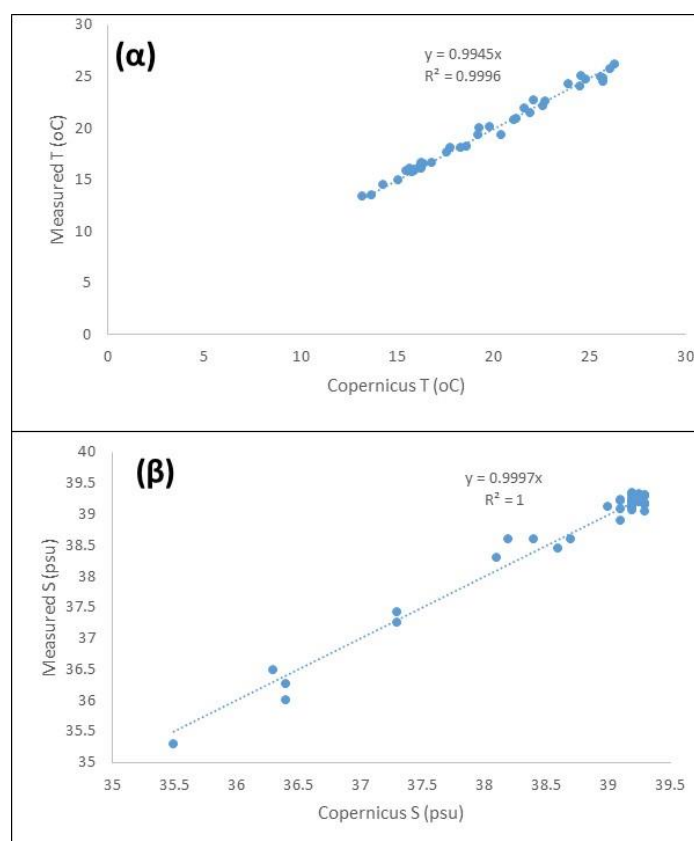 (α)
y = 0.9945x
R² = 0.9996
30
25
20
15
10
5
0
Measured T (oC)
0 5 10 15 20 25 30
Copernicus T (oC)
(β)
y = 0.9997x
R² = 1
40
39.5
39
38.5
38
37.5
37
36.5
36
35.5
35
Measured S (psu)
35 35.5 36 36.5 37 37.5 38 38.5 39 39.5
Copernicus S (psu)